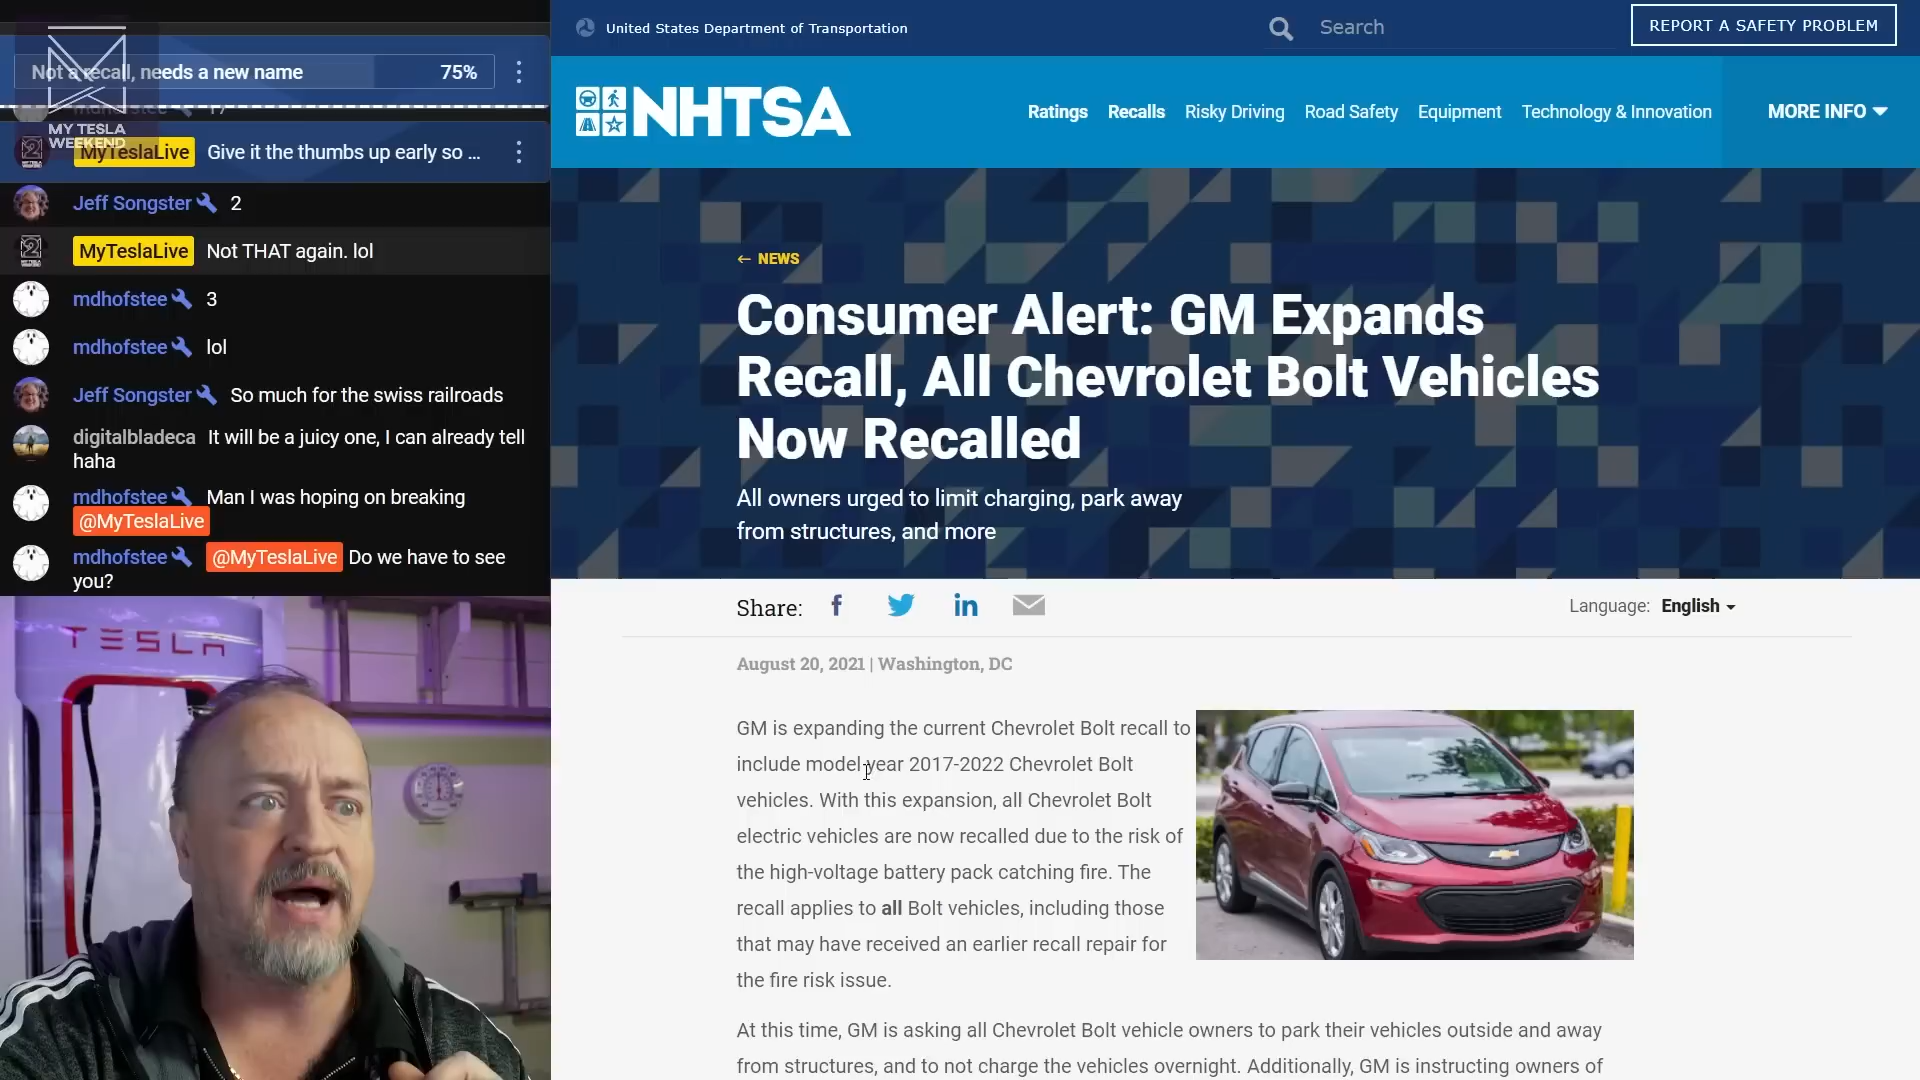 Not a recall, needs a new name 75%
MY TESLA
WEEKEND
MyTeslaLive Give it the thumbs up early so ...
Jeff Songster 2
MyTeslaLive Not THAT again. lol
mdhofstee 3
mdhofstee lol
Jeff Songster So much for the swiss railroads
digitalbladeca It will be a juicy one, I can already tell
haha
mdhofstee Man I was hoping on breaking
@MyTeslaLive
mdhofstee @MyTeslaLive Do we have to see
you?
TESLA
United States Department of Transportation
Search
REPORT A SAFETY PROBLEM
NHTSA
Ratings Recalls Risky Driving Road Safety Equipment Technology & Innovation MORE INFO
← NEWS
Consumer Alert: GM Expands
Recall, All Chevrolet Bolt Vehicles
Now Recalled
All owners urged to limit charging, park away
from structures, and more
Share:
Language: English
August 20, 2021 | Washington, DC
GM is expanding the current Chevrolet Bolt recall to
include model year 2017-2022 Chevrolet Bolt
vehicles. With this expansion, all Chevrolet Bolt
electric vehicles are now recalled due to the risk of
the high-voltage battery pack catching fire. The
recall applies to all Bolt vehicles, including those
that may have received an earlier recall repair for
the fire risk issue.
At this time, GM is asking all Chevrolet Bolt vehicle owners to park their vehicles outside and away
from structures, and to not charge the vehicles overnight. Additionally, GM is instructing owners of